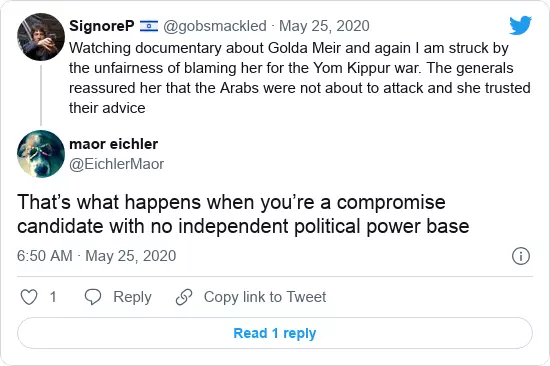 SignoreP 🇮🇱 @gobsmackled · May 25, 2020
Watching documentary about Golda Meir and again I am struck by
the unfairness of blaming her for the Yom Kippur war. The generals
reassured her that the Arabs were not about to attack and she trusted
their advice
maor eichler
@EichlerMaor
That’s what happens when you’re a compromise
candidate with no independent political power base
6:50 AM · May 25, 2020
1 Reply Copy link to Tweet
Read 1 reply